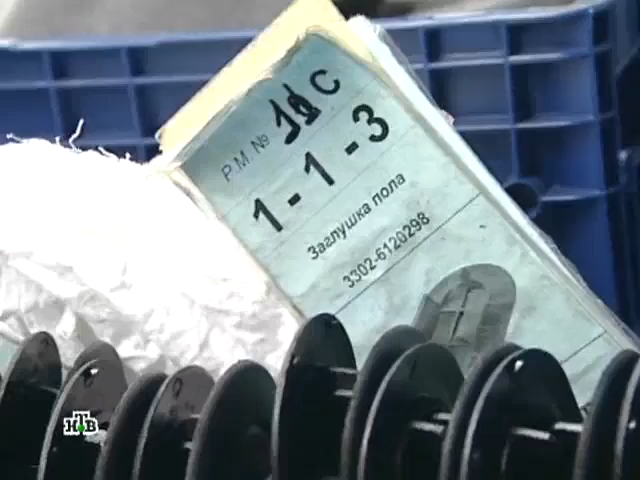 Р.М. №
С
1-1-3
Заглушка пола
3302-6120298
НТВ